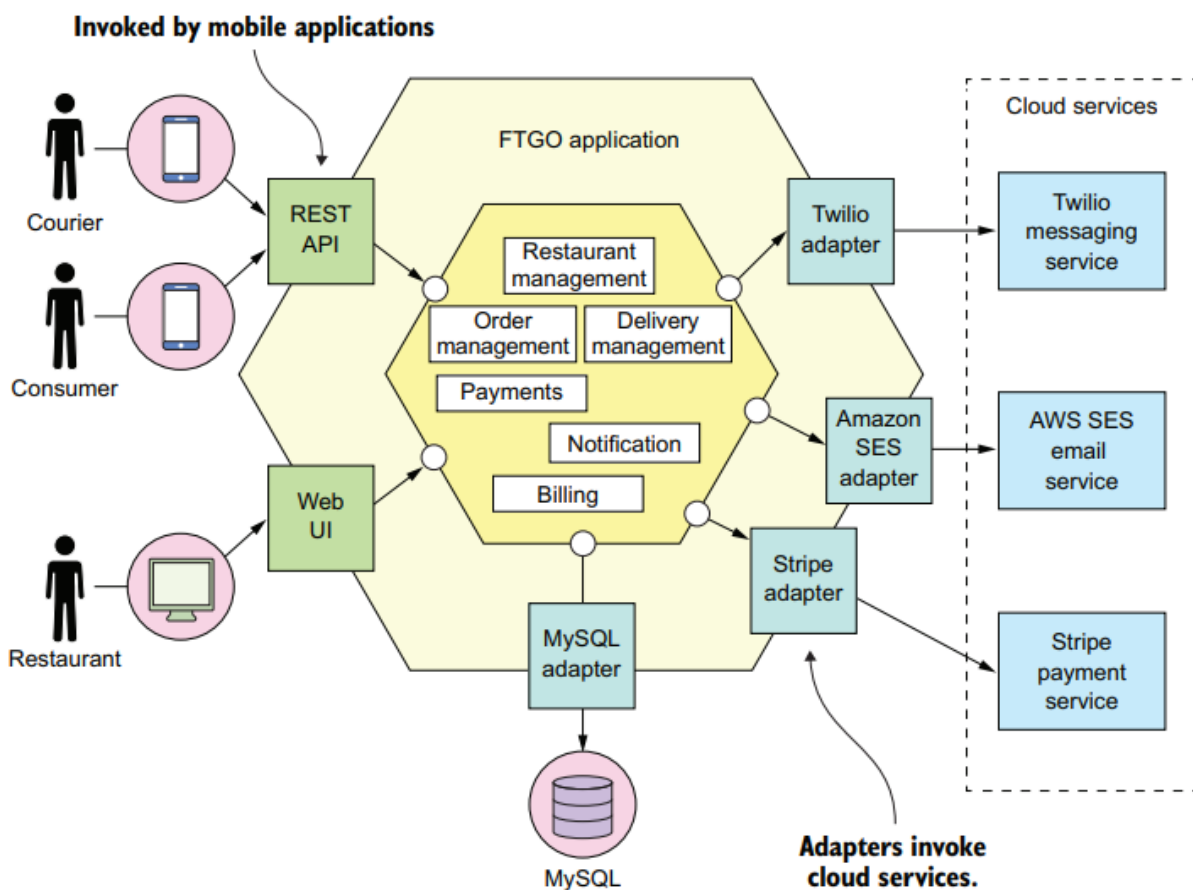 Invoked by mobile applications
Courier
Consumer
Restaurant
REST
API
Web
UI
FTGO application
Restaurant
management
Order
management
Delivery
management
Payments
Notification
Billing
MySQL
adapter
MySQL
Twilio
adapter
Amazon
SES
adapter
Stripe
adapter
Cloud services
Twilio
messaging
service
AWS SES
email
service
Stripe
payment
service
Adapters invoke
cloud services.